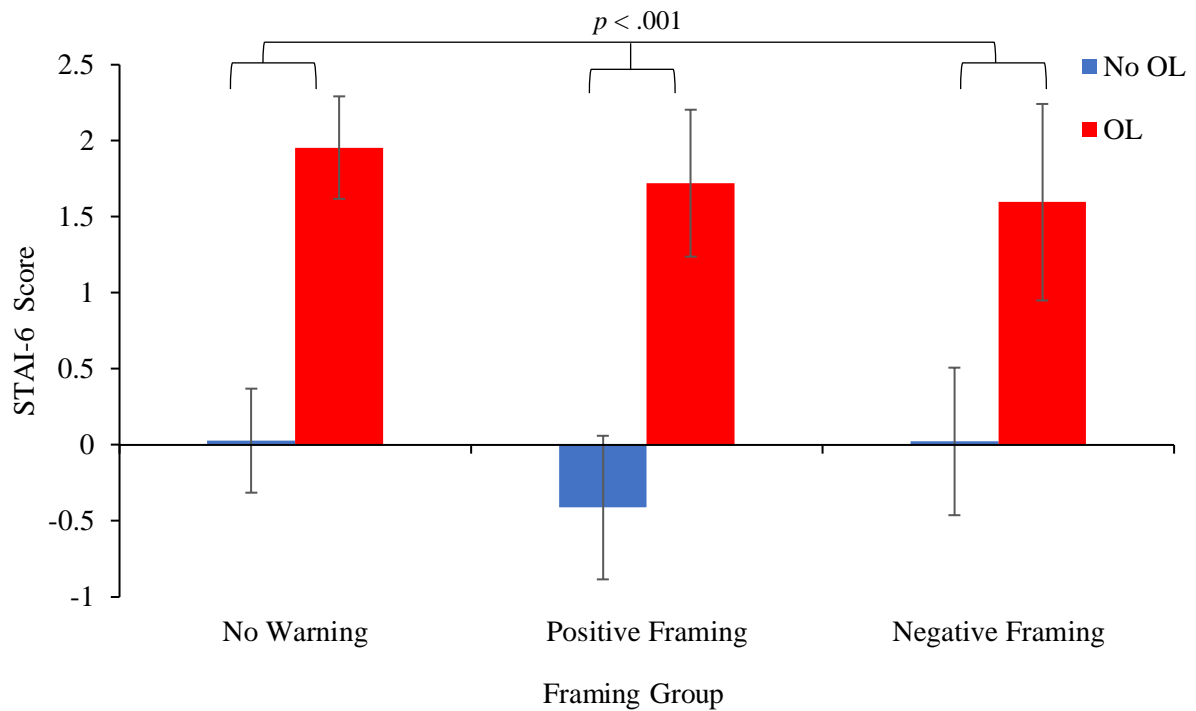 p < .001
2.5
2
1.5
1
0.5
0
-0.5
-1
STAI-6 Score
No OL
OL
No Warning
Positive Framing
Negative Framing
Framing Group